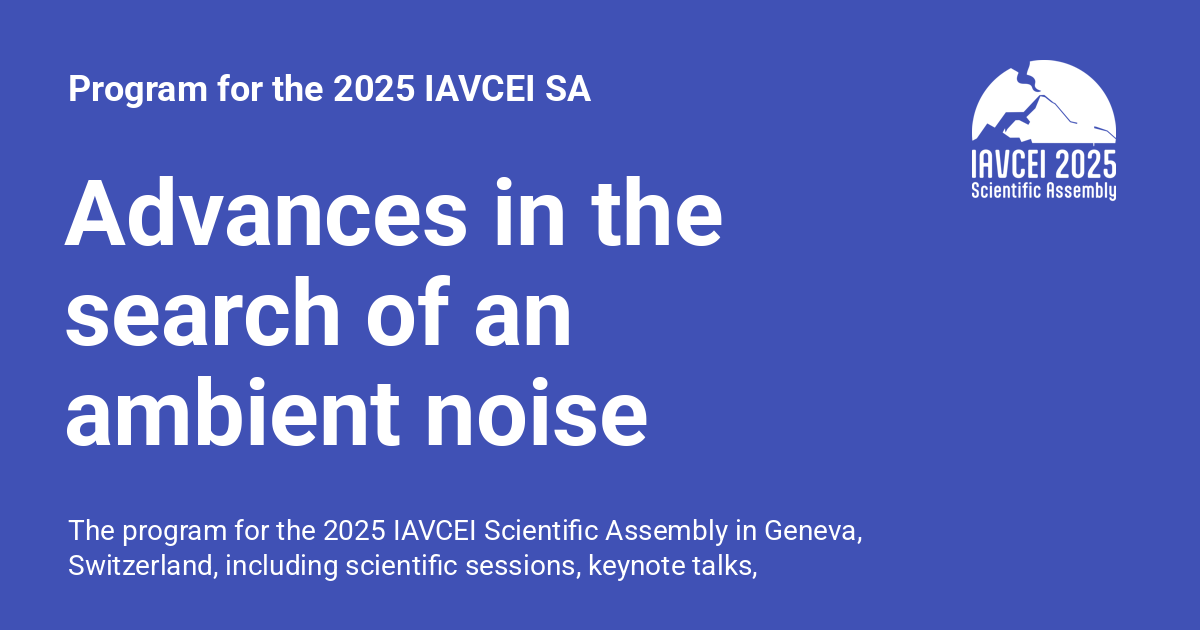 Program for the 2025 IAVCEI SA
IAVCEI 2025
Scientific Assembly
Advances in the
search of an
ambient noise
The program for the 2025 IAVCEI Scientific Assembly in Geneva,
Switzerland, including scientific sessions, keynote talks,